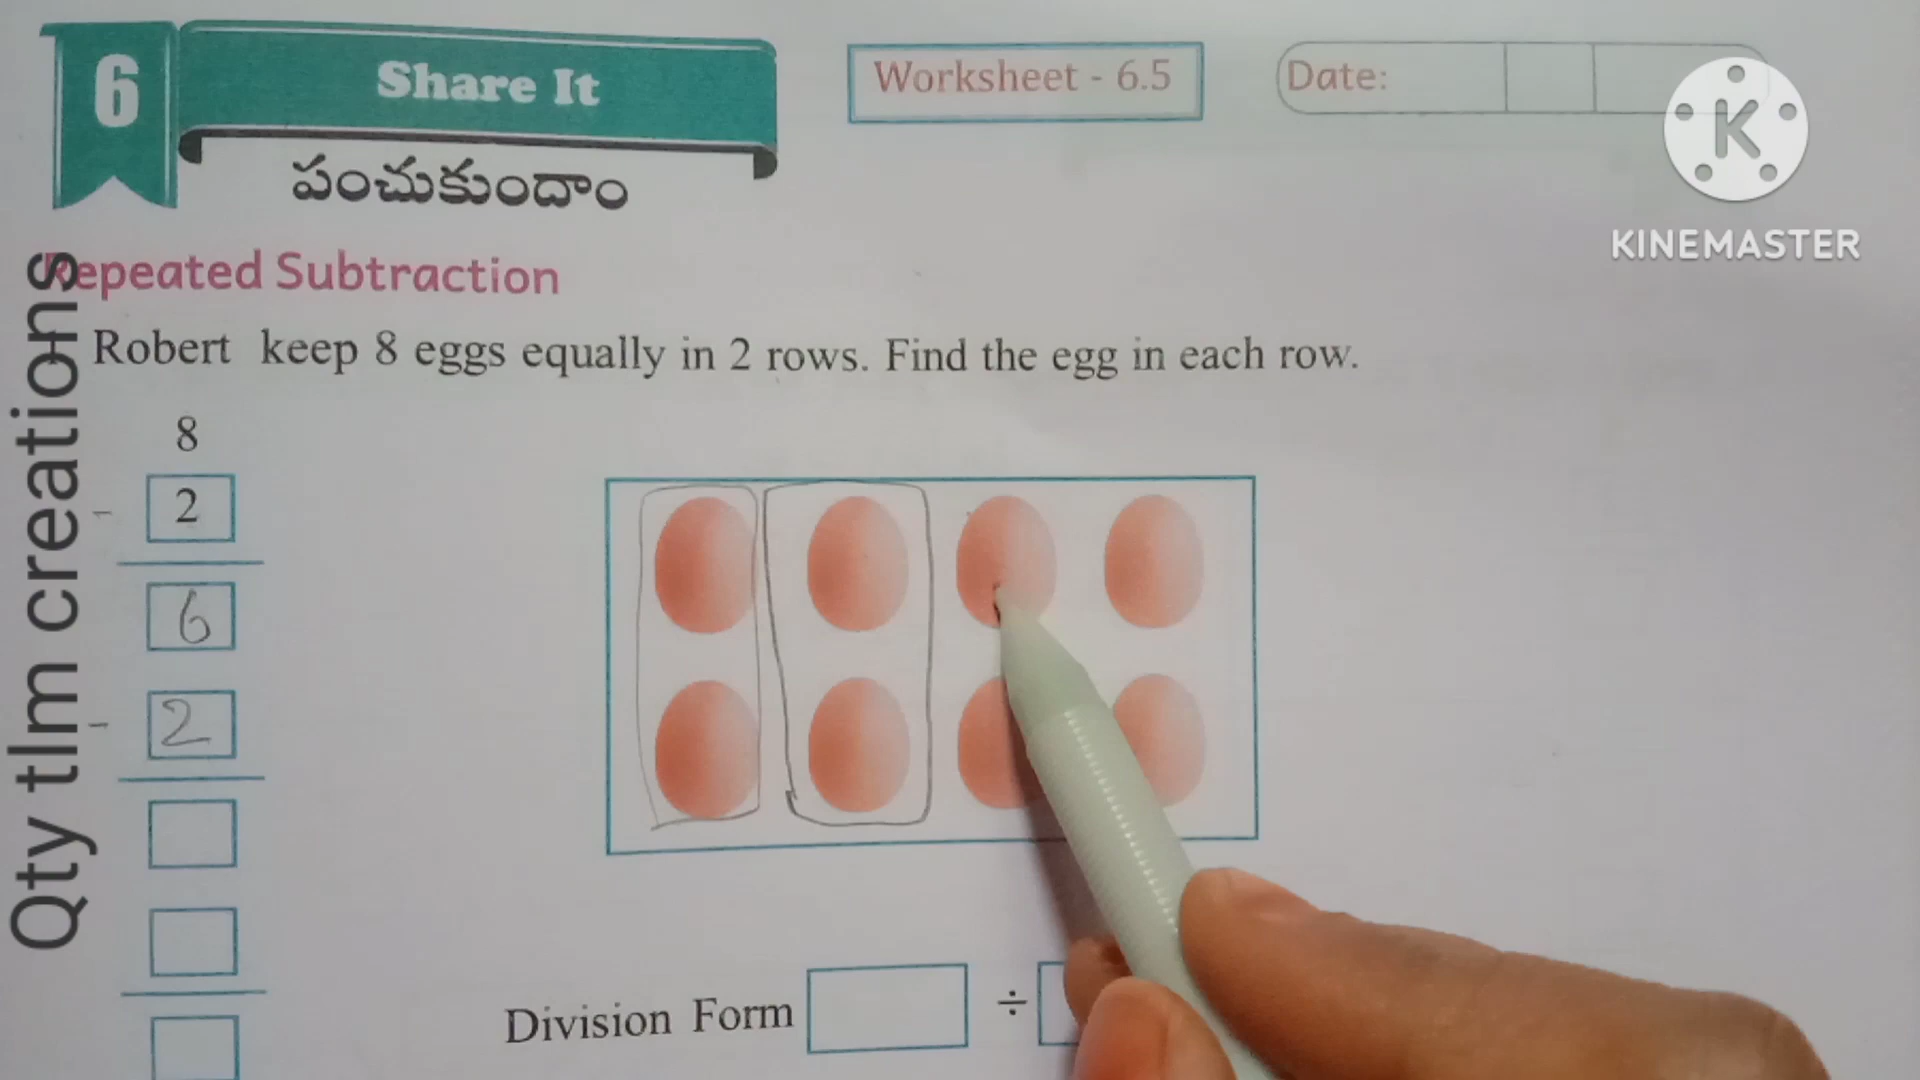 6
Share It
Worksheet - 6.5
Date:
K
KINEMASTER
పంచుకుందాం
Repeated Subtraction
Robert keep 8 eggs equally in 2 rows. Find the egg in each row.
8
- 2
6
- 2
Division Form ÷
Qty tlm creations